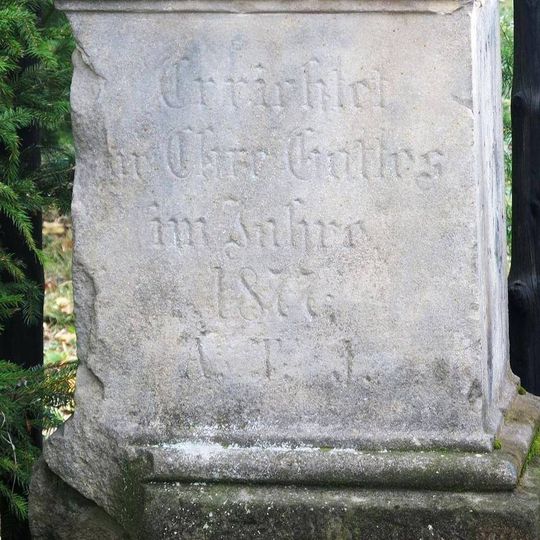 Errichtet
zur Ehre Gottes
im Jahre
1877.
A. T. J.